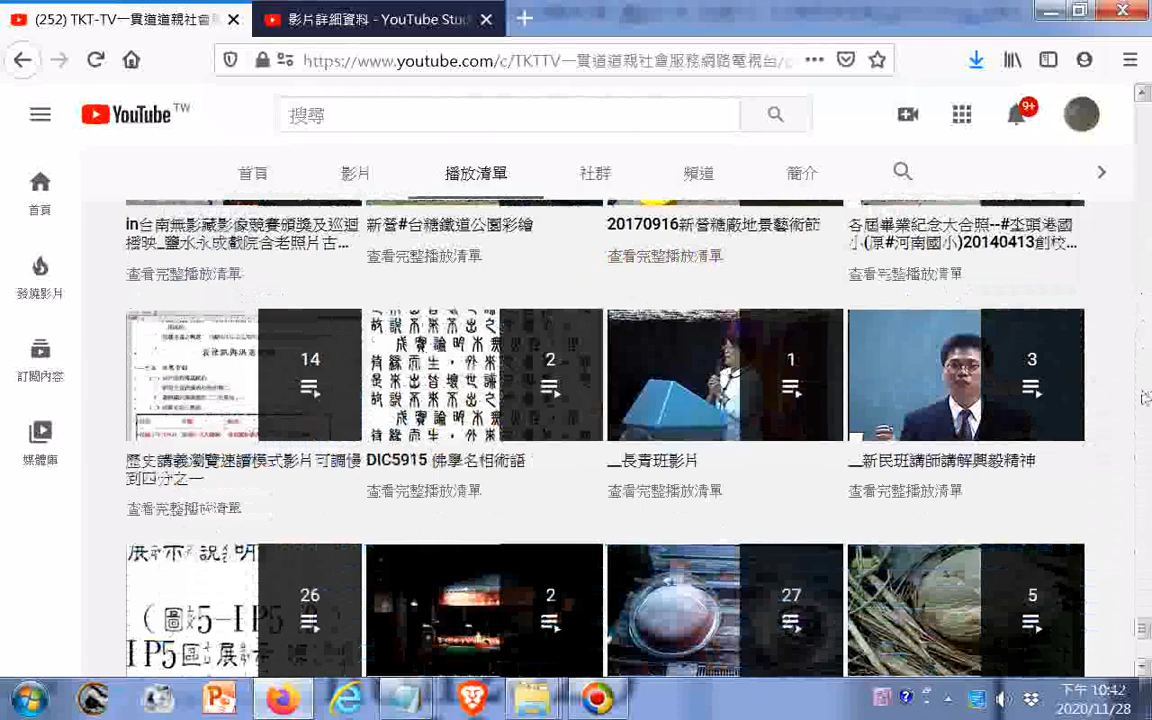 (252) TKT-TV一貫道道親社會服
影片詳細資料 - YouTube Stu
https://www.youtube.com/c/TKTTV一貫道道親社會服務網路電視台/
YouTube TW
搜尋
9+
首頁
影片
播放清單
社群
頻道
簡介
首頁
發燒影片
訂閱內容
媒體庫
in台南無影藏影像競賽頒獎及巡迴
播映_鹽水永成戲院含老照片古...
查看完整播放清單
新營#台糖鐵道公園彩繪
查看完整播放清單
20170916新營糖廠地景藝術節
查看完整播放清單
各屆畢業紀念大合照--#坔頭港國
小(原#河南國小)20140413創校...
查看完整播放清單
14
歷史講義瀏覽速讀模式影片可調慢
到四分之一
查看完整播放清單
2
DIC5915 佛學名相術語
查看完整播放清單
1
__長青班影片
查看完整播放清單
3
__新民班講師講解興毅精神
查看完整播放清單
26
2
27
5
下午 10:42
2020/11/28